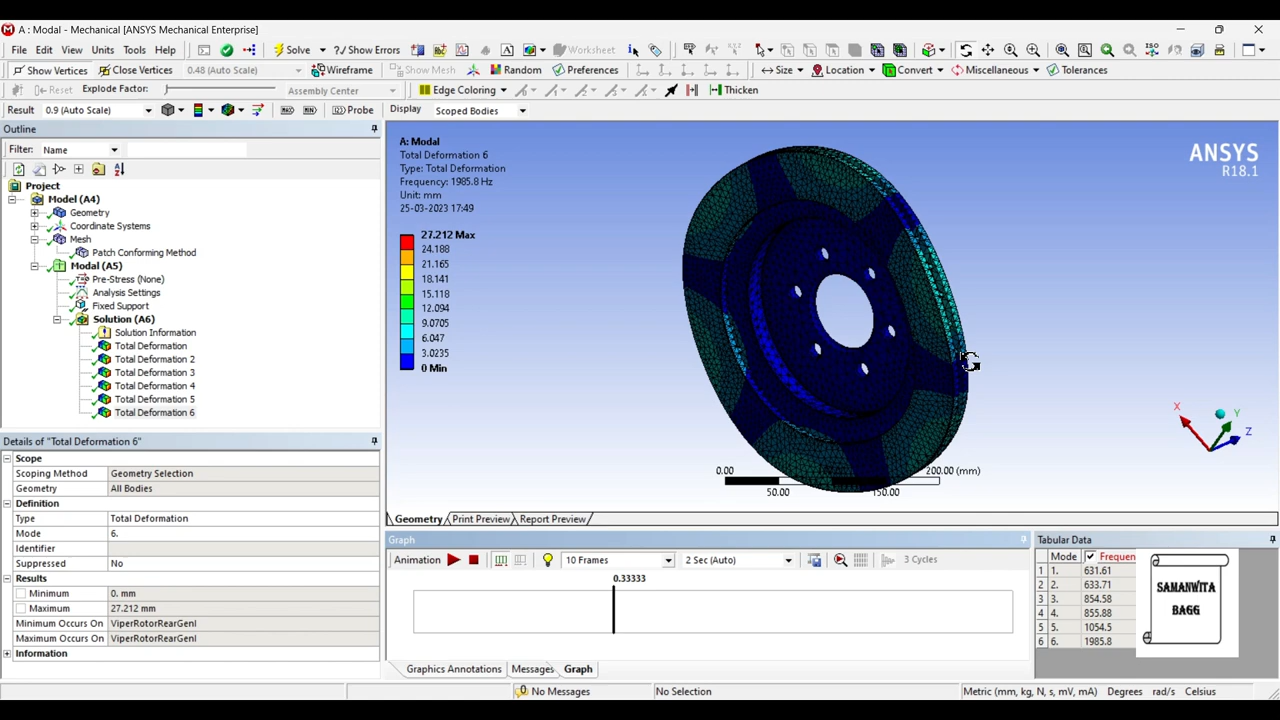 A : Modal - Mechanical [ANSYS Mechanical Enterprise]
File Edit View Units Tools Help Solve ?/ Show Errors Worksheet
Show Vertices Close Vertices 0.48 (Auto Scale) Wireframe Show Mesh Random Preferences Size Location Convert Miscellaneous Tolerances
Reset Explode Factor: Assembly Center Edge Coloring Thicken
Result 0.9 (Auto Scale) Probe Display Scoped Bodies
Outline
Filter: Name
Project
Model (A4)
Geometry
Coordinate Systems
Mesh
Patch Conforming Method
Modal (A5)
Pre-Stress (None)
Analysis Settings
Fixed Support
Solution (A6)
Solution Information
Total Deformation
Total Deformation 2
Total Deformation 3
Total Deformation 4
Total Deformation 5
Total Deformation 6
Details of "Total Deformation 6"
Scope
Scoping Method Geometry Selection
Geometry All Bodies
Definition
Type Total Deformation
Mode 6.
Identifier
Suppressed No
Results
Minimum 0. mm
Maximum 27.212 mm
Minimum Occurs On ViperRotorRearGenI
Maximum Occurs On ViperRotorRearGenI
Information
A: Modal
Total Deformation 6
Type: Total Deformation
Frequency: 1985.8 Hz
Unit: mm
25-03-2023 17:49
27.212 Max
24.188
21.165
18.141
15.118
12.094
9.0705
6.047
3.0235
0 Min
ANSYS
R18.1
X Y Z
0.00 200.00 (mm)
50.00 150.00
Geometry Print Preview Report Preview
Graph
Animation 10 Frames 2 Sec (Auto) 3 Cycles
0.33333
Graphics Annotations Messages Graph
Tabular Data
Mode Frequen
1 1. 631.61
2 2. 633.71
3 3. 854.58
4 4. 855.88
5 5. 1054.5
6 6. 1985.8
SAMANWITA
BAGG
No Messages No Selection Metric (mm, kg, N, s, mV, mA) Degrees rad/s Celsius